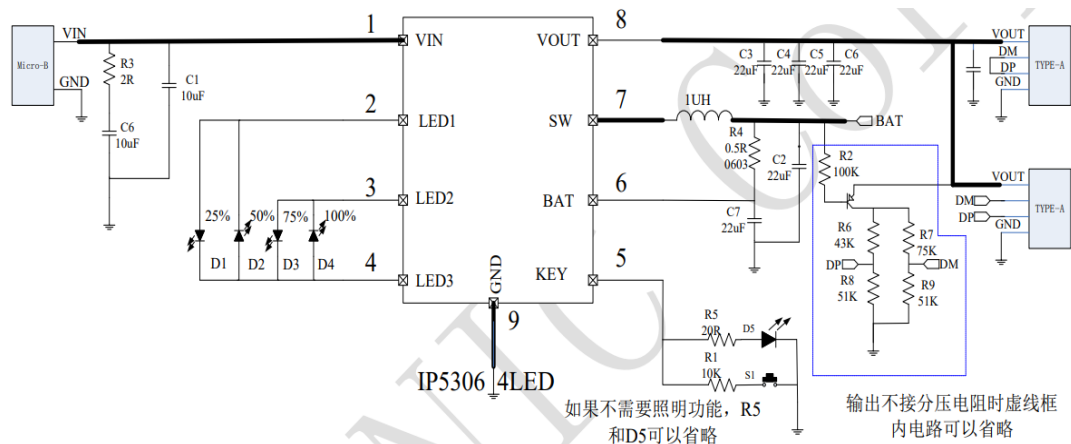 VIN
Micro-B
GND
R3
2R
C1
10uF
C6
10uF
1
VIN
2
LED1
3
LED2
4
LED3
25%
50%
75%
100%
D1
D2
D3
D4
GND
9
IP5306 4LED
8
VOUT
7
SW
6
BAT
5
KEY
C3
22uF
C4
22uF
C5
22uF
C6
22uF
1UH
BAT
R4
0.5R
0603
C2
22uF
C7
22uF
R2
100K
R6
43K
R7
75K
DP
DM
R8
51K
R9
51K
VOUT
DM
DP
GND
TYPE-A
VOUT
DM
DP
GND
TYPE-A
R5
20R
D5
R1
10K
S1
如果不需要照明功能，R5
和D5可以省略
输出不接分压电阻时虚线框
内电路可以省略